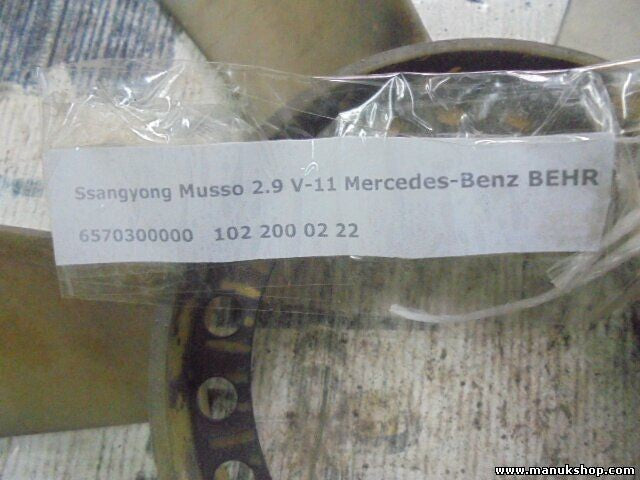 Ssangyong Musso 2.9 V-11 Mercedes-Benz BEHR
6570300000 102 200 02 22
www.manukshop.com